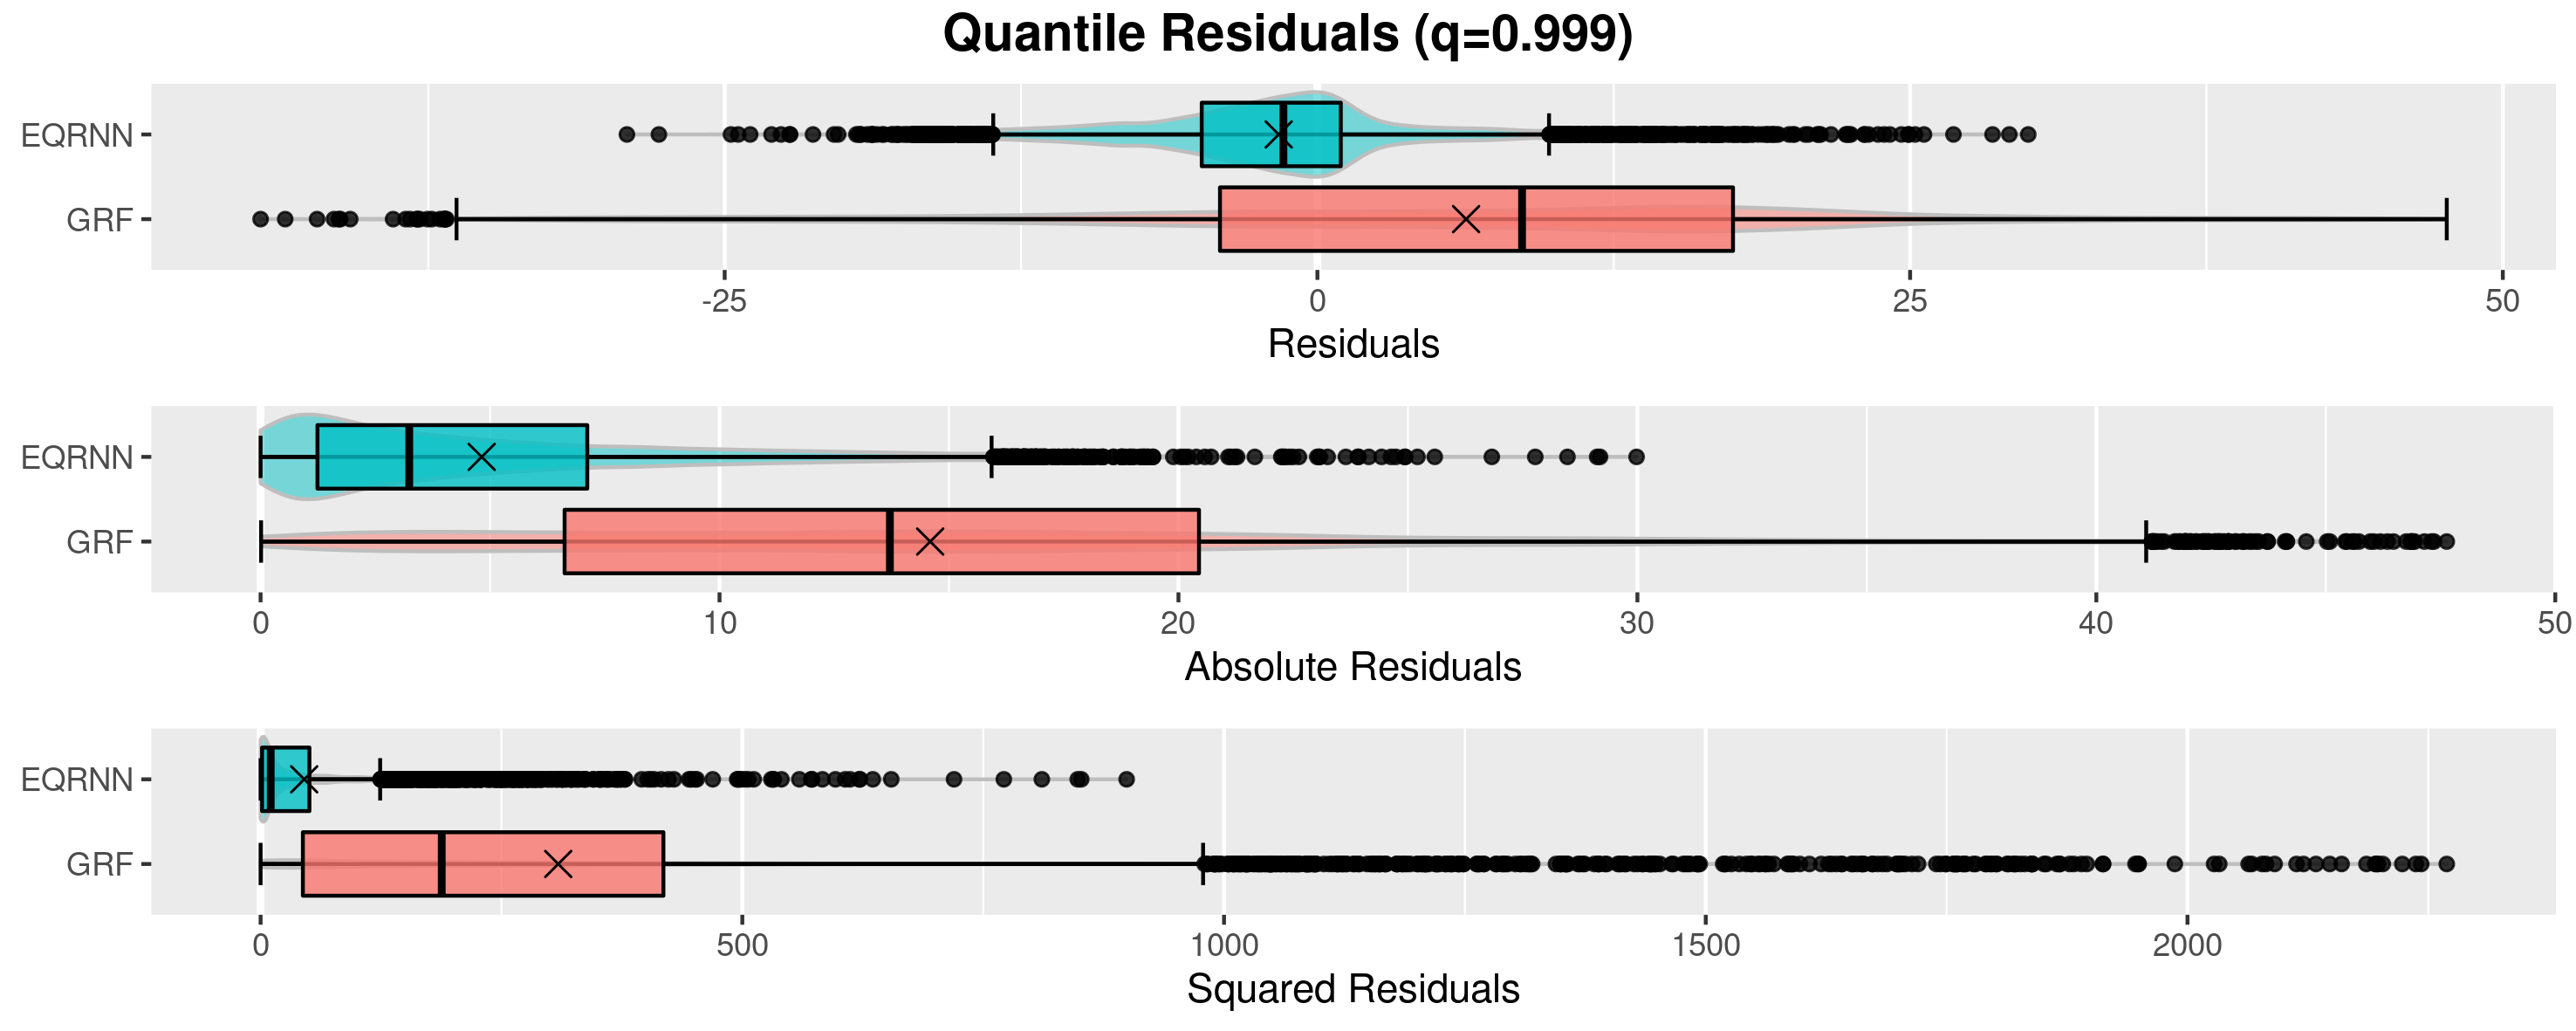 Quantile Residuals (q=0.999)
EQRNN
GRF
-25 0 25 50
Residuals
EQRNN
GRF
0 10 20 30 40 50
Absolute Residuals
EQRNN
GRF
0 500 1000 1500 2000
Squared Residuals